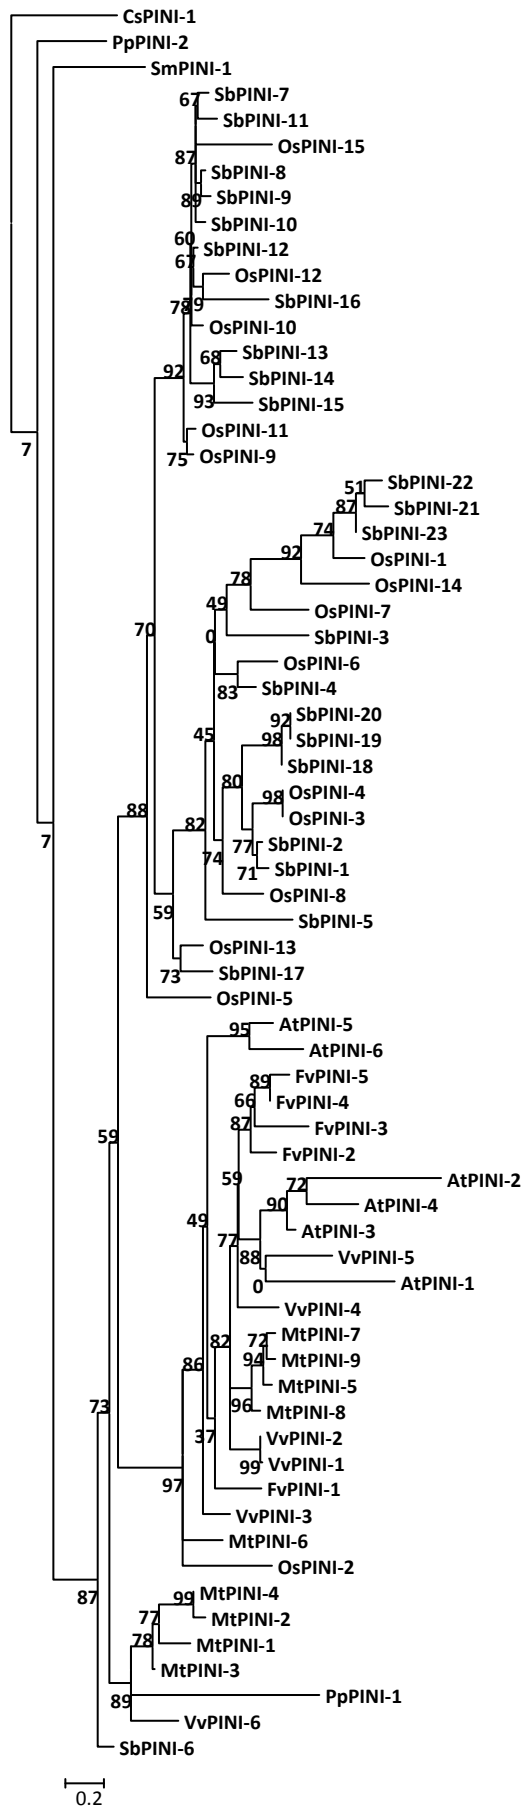 CsPINI-1
PpPINI-2
SmPINI-1
67 SbPINI-7
SbPINI-11
OsPINI-15
87
SbPINI-8
89 SbPINI-9
SbPINI-10
60
SbPINI-12
67
OsPINI-12
SbPINI-16
78
OsPINI-10
68 SbPINI-13
92
SbPINI-14
93 SbPINI-15
OsPINI-11
7
75 OsPINI-9
51 SbPINI-22
87 SbPINI-21
74 SbPINI-23
92 OsPINI-1
78 OsPINI-14
49 OsPINI-7
70 0 SbPINI-3
OsPINI-6
83 SbPINI-4
92 SbPINI-20
45 98 SbPINI-19
SbPINI-18
80
98 OsPINI-4
88 OsPINI-3
82
7 77 SbPINI-2
74
71 SbPINI-1
OsPINI-8
59 SbPINI-5
OsPINI-13
73 SbPINI-17
OsPINI-5
95 AtPINI-5
AtPINI-6
89 FvPINI-5
66 FvPINI-4
87 FvPINI-3
59 FvPINI-2
59 72 AtPINI-2
90 AtPINI-4
49
77 AtPINI-3
88 VvPINI-5
0 AtPINI-1
VvPINI-4
82 72 MtPINI-7
86 94 MtPINI-9
MtPINI-5
73 96 MtPINI-8
37 VvPINI-2
99 VvPINI-1
97 FvPINI-1
VvPINI-3
MtPINI-6
OsPINI-2
87 99 MtPINI-4
77 MtPINI-2
78 MtPINI-1
MtPINI-3
89 PpPINI-1
VvPINI-6
SbPINI-6
0.2